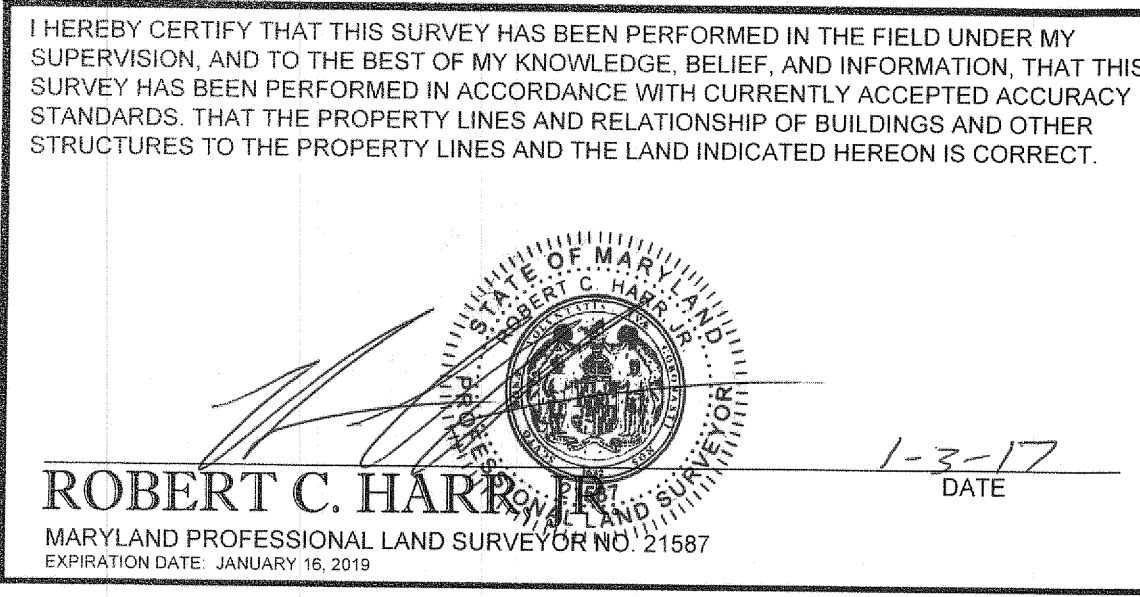 I HEREBY CERTIFY THAT THIS SURVEY HAS BEEN PERFORMED IN THE FIELD UNDER MY
SUPERVISION, AND TO THE BEST OF MY KNOWLEDGE, BELIEF, AND INFORMATION, THAT THIS
SURVEY HAS BEEN PERFORMED IN ACCORDANCE WITH CURRENTLY ACCEPTED ACCURACY
STANDARDS. THAT THE PROPERTY LINES AND RELATIONSHIP OF BUILDINGS AND OTHER
STRUCTURES TO THE PROPERTY LINES AND THE LAND INDICATED HEREON IS CORRECT.
STATE OF MARYLAND
ROBERT C. HARR JR
PROFESSIONAL LAND SURVEYOR
21587
1-3-17
DATE
ROBERT C. HARR JR.
MARYLAND PROFESSIONAL LAND SURVEYOR NO. 21587
EXPIRATION DATE: JANUARY 16, 2019